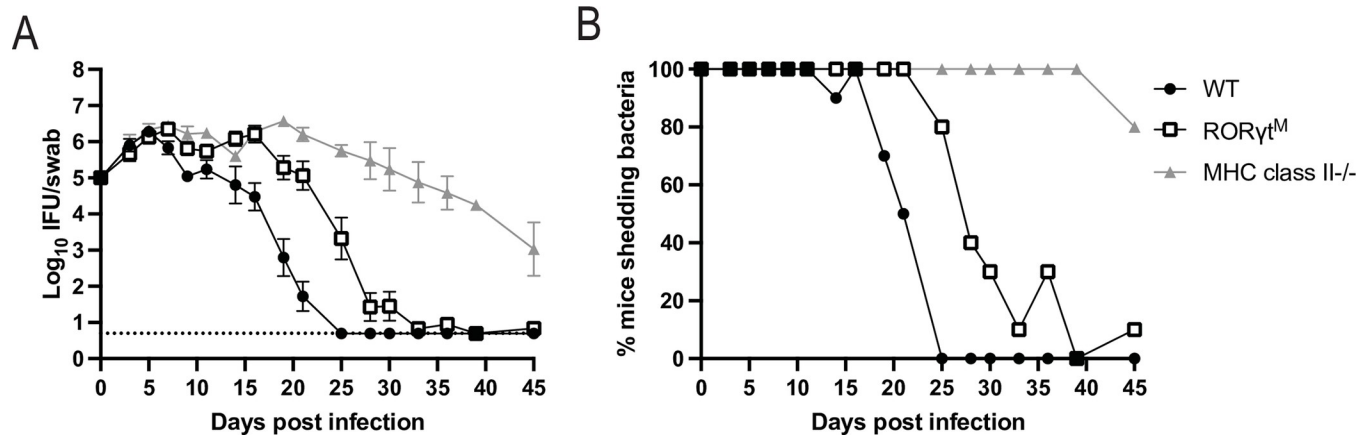 A
B
8
7
6
5
4
3
2
1
0
Log10 IFU/swab
0 5 10 15 20 25 30 35 40 45
Days post infection
100
80
60
40
20
0
% mice shedding bacteria
0 5 10 15 20 25 30 35 40 45
Days post infection
WT
RORγtᴹ
MHC class II-/-